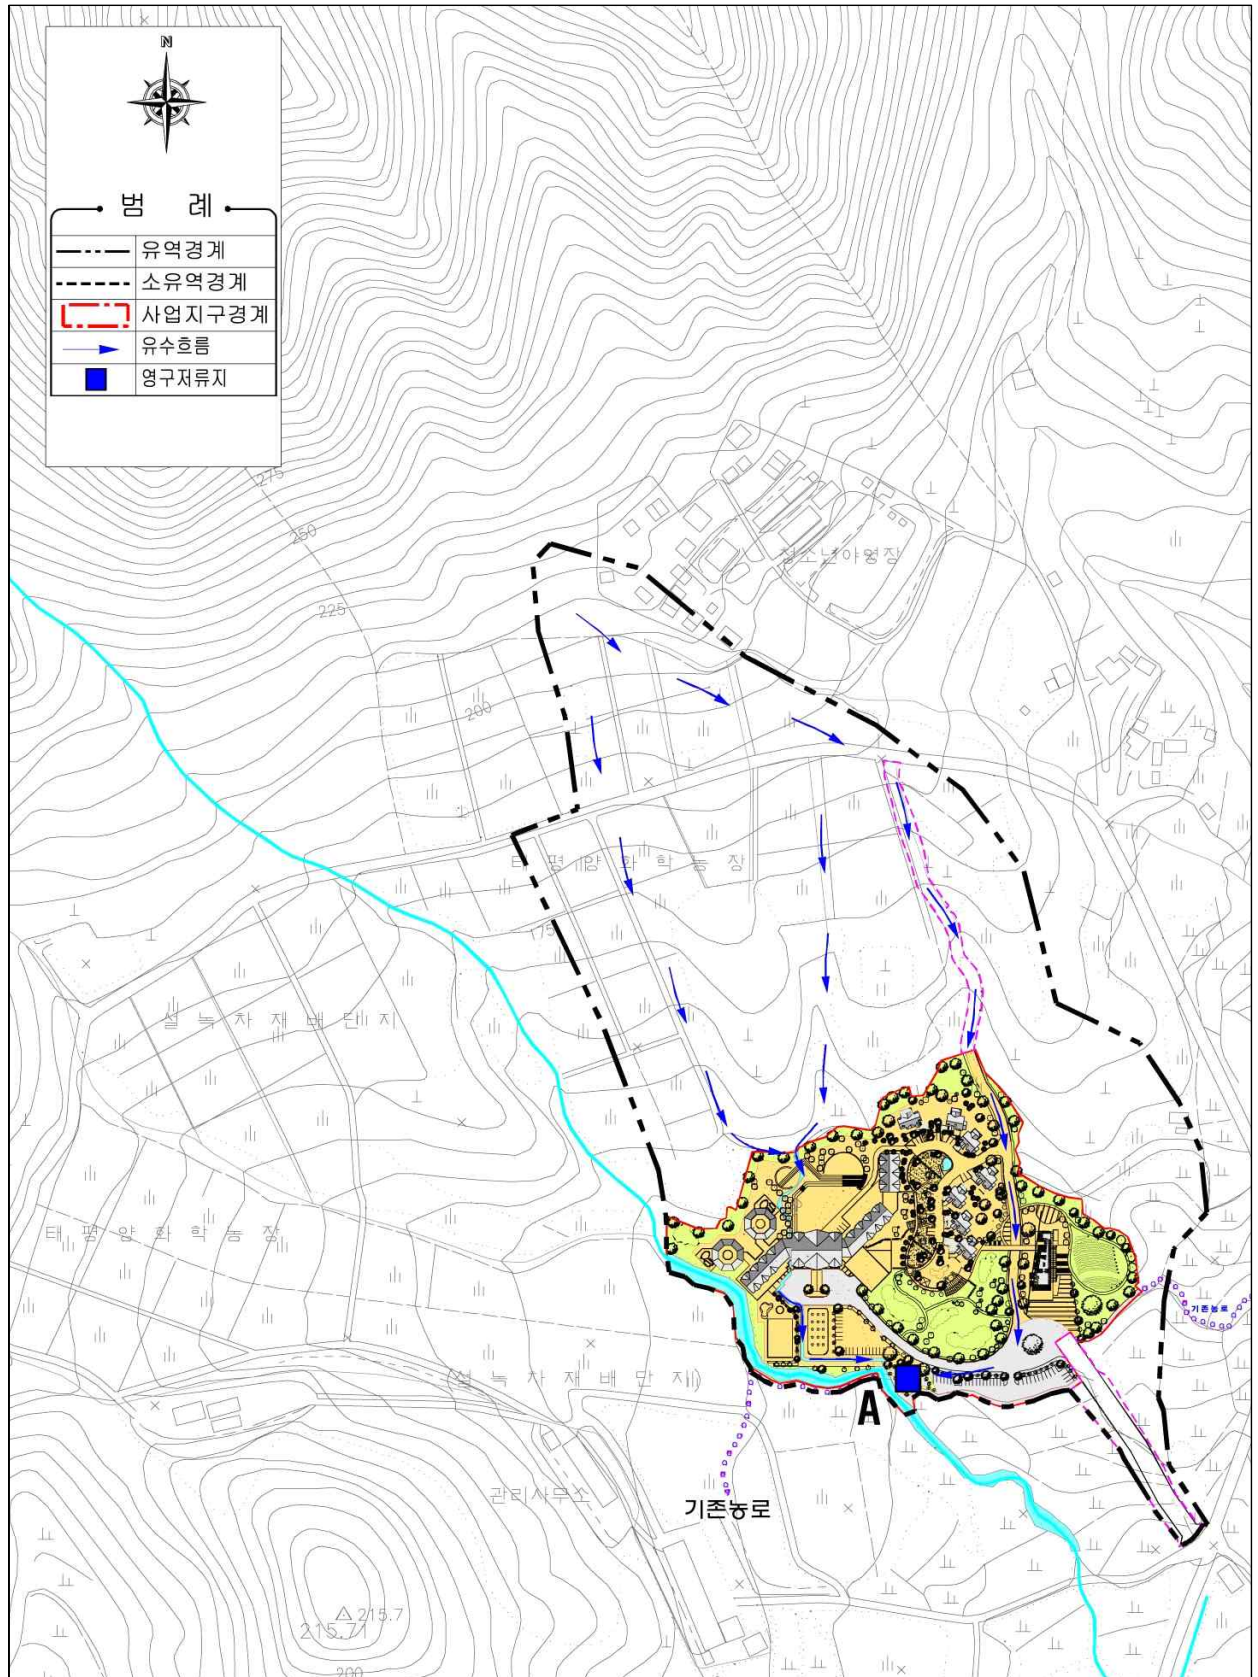 N
범 례
유역경계
소유역경계
사업지구경계
유수흐름
영구저류지
275
250
청소년야영장
225
200
태평양화학농장
175
설녹차재배단지
태평양화학농장
기존농로
(설녹차재배단지)
A
관리사무소
기존농로
215.7
215.71
200